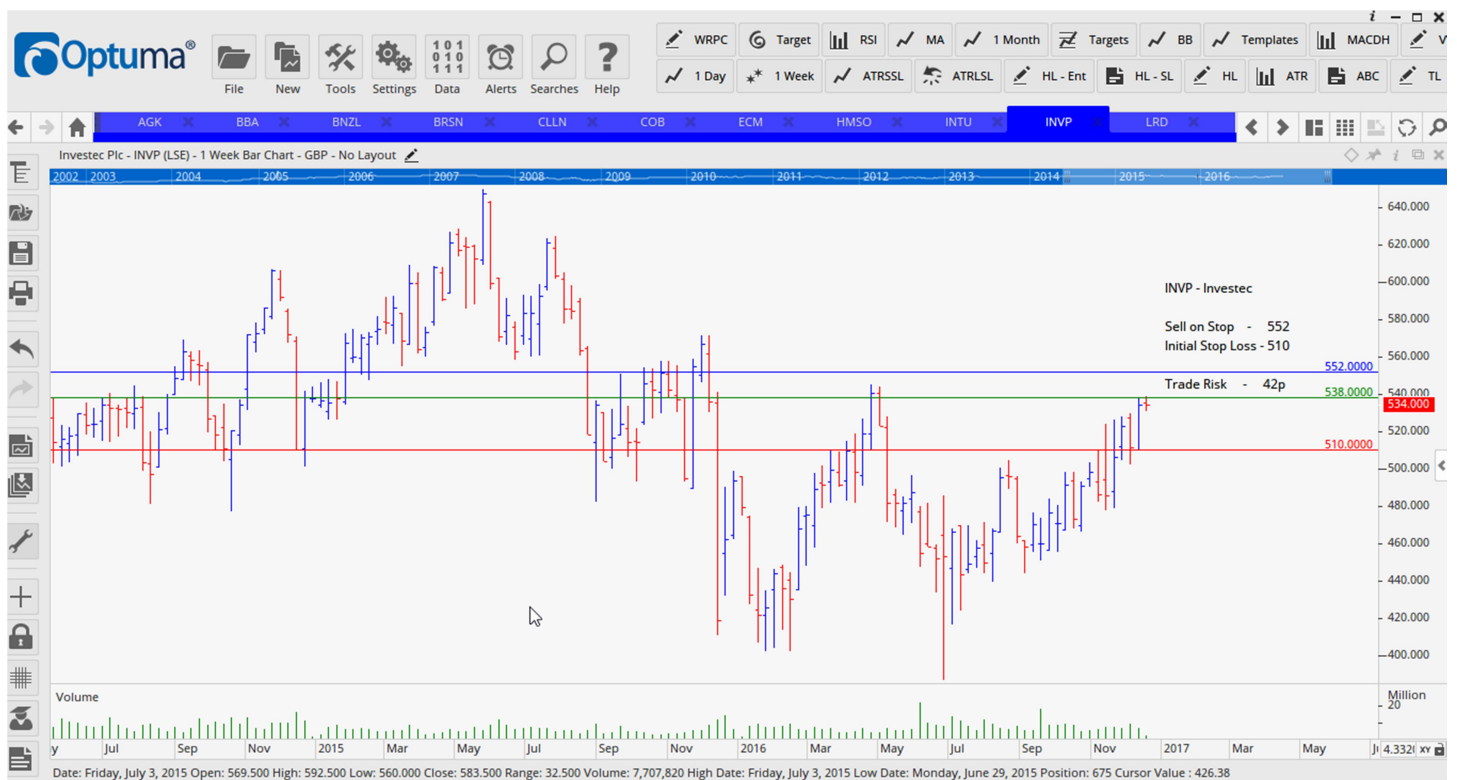 Optuma®
File
New
Tools
Settings
101
010
111
Data
Alerts
Searches
Help
WRPC
Target
RSI
MA
1 Month
Targets
BB
Templates
MACDH
1 Day
1 Week
ATRSSL
ATRLSL
HL - Ent
HL - SL
HL
ATR
ABC
TL
AGK
BBA
BNZL
BRSN
CLLN
COB
ECM
HMSO
INTU
INVP
LRD
Investec Plc - INVP (LSE) - 1 Week Bar Chart - GBP - No Layout
2002 2003 2004 2005 2006 2007 2008 2009 2010 2011 2012 2013 2014 2015 2016
640.000
620.000
600.000
INVP - Investec
580.000
Sell on Stop - 552
Initial Stop Loss - 510
560.000
552.0000
Trade Risk - 42p
538.0000
540.000
534.000
520.000
510.0000
500.000
480.000
460.000
440.000
420.000
400.000
Volume
Million
20
Jul Sep Nov 2015 Mar May Jul Sep Nov 2016 Mar May Jul Sep Nov 2017 Mar May
XY
Date: Friday, July 3, 2015 Open: 569.500 High: 592.500 Low: 560.000 Close: 583.500 Range: 32.500 Volume: 7,707,820 High Date: Friday, July 3, 2015 Low Date: Monday, June 29, 2015 Position: 675 Cursor Value : 426.38